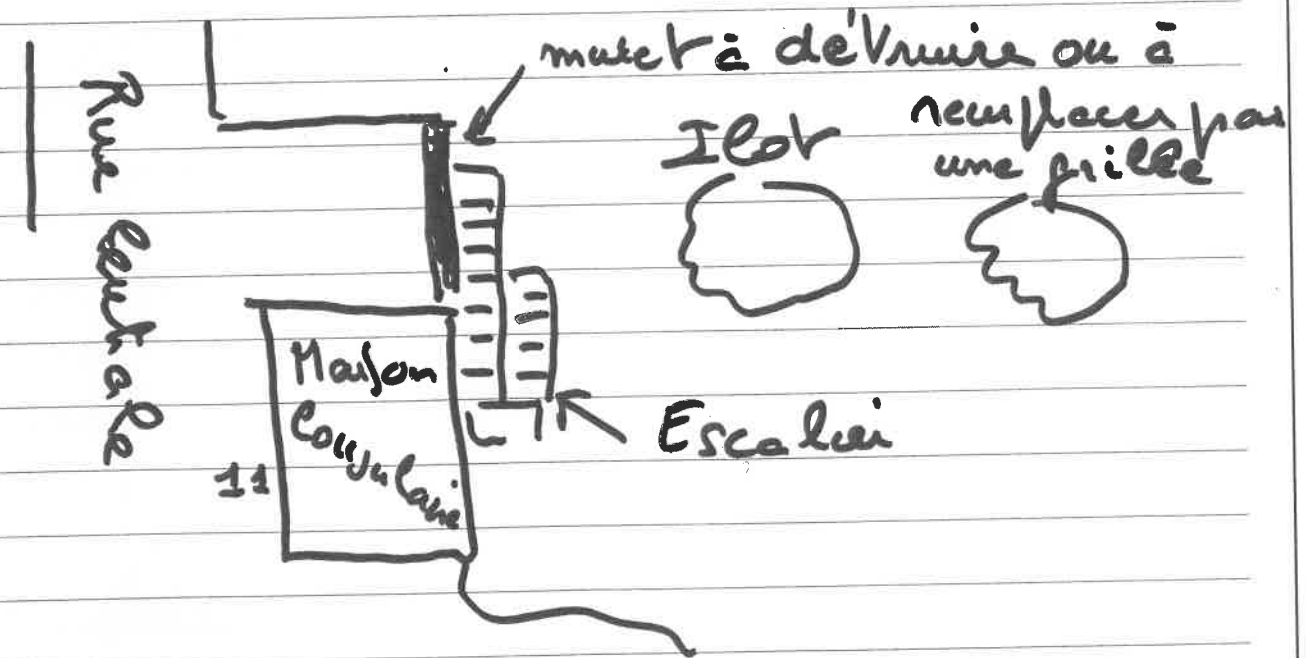 muret à détruire ou à
remplacer par
une grille
Ilot
Rue Centrale
Maison
Consulaire
11
Escalier